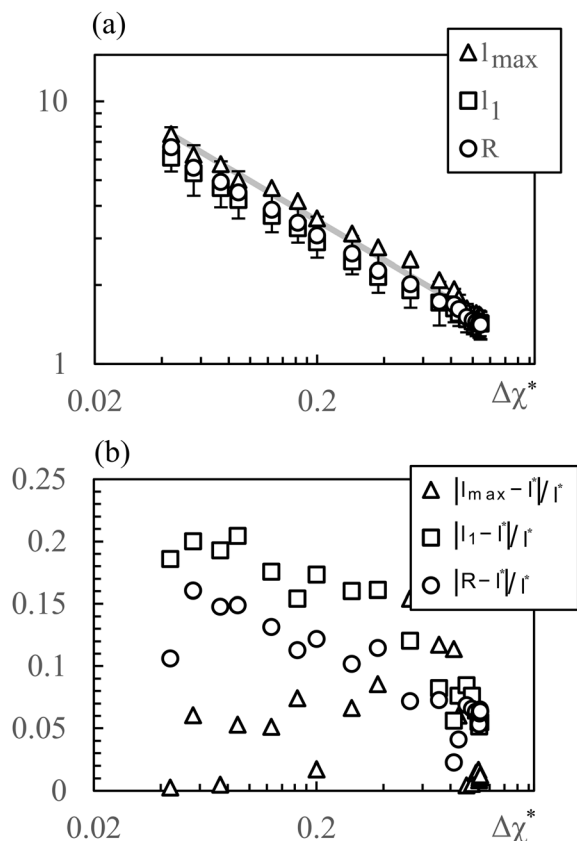 (a)
l_max
l_1
R
10
1
0.02
0.2
Δχ*
(b)
0.25
0.2
0.15
0.1
0.05
0
|l_max − l*|/l*
|l_1 − l*|/l*
|R − l*|/l*
0.02
0.2
Δχ*